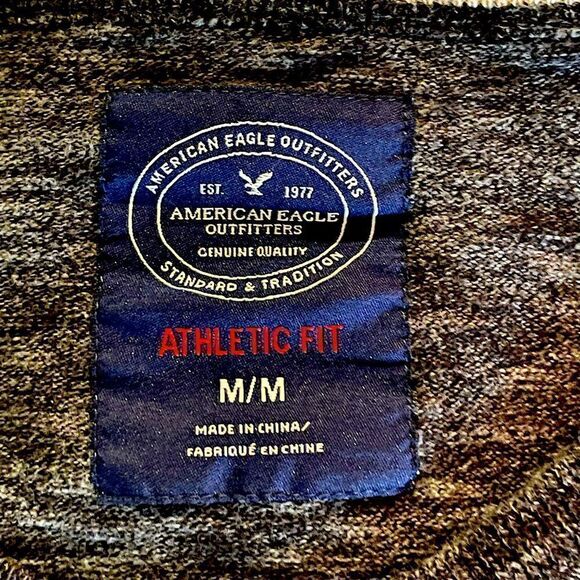 AMERICAN EAGLE OUTFITTERS
EST. 1977
AMERICAN EAGLE
OUTFITTERS
GENUINE QUALITY
STANDARD & TRADITION
ATHLETIC FIT
M/M
MADE IN CHINA/
FABRIQUÉ EN CHINE